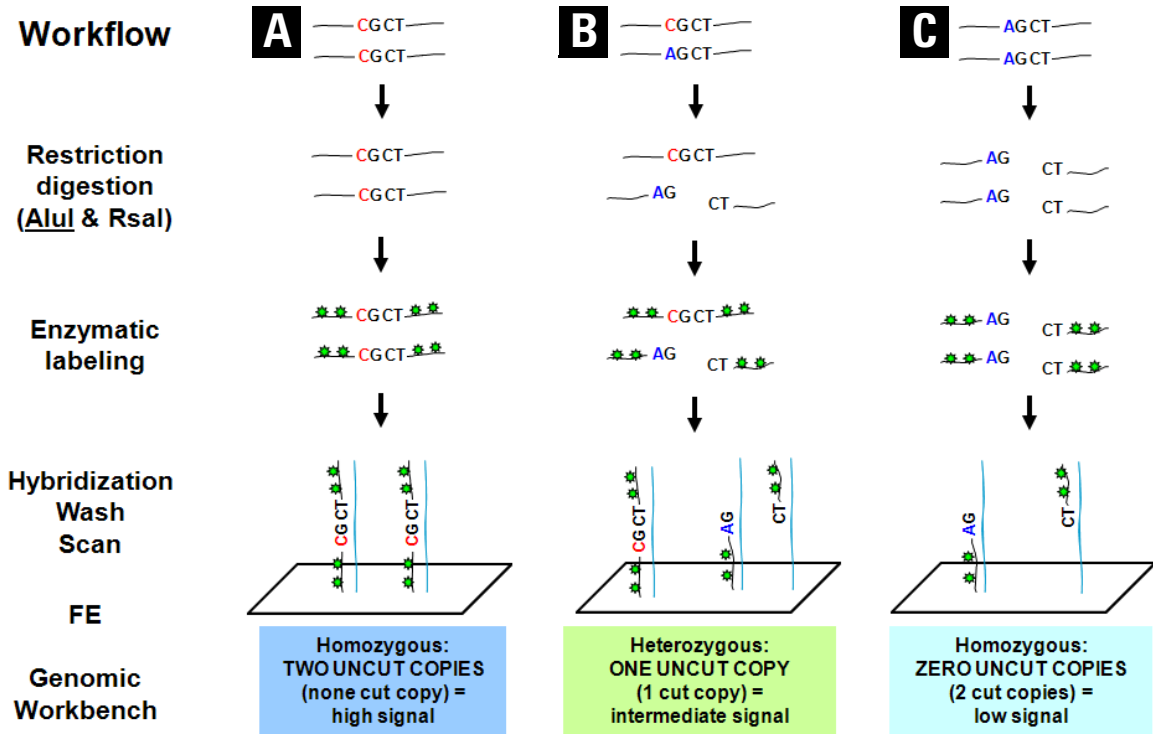 Workflow
A
CGCT
CGCT
B
CGCT
AGCT
C
AGCT
AGCT
Restriction
digestion
(AluI & RsaI)
CGCT
CGCT
CGCT
AG
CT
AG
CT
AG
CT
Enzymatic
labeling
CGCT
CGCT
CGCT
AG
CT
AG
CT
AG
CT
Hybridization
Wash
Scan
CGCT
CGCT
CGCT
AG
CT
AG
CT
FE
Genomic
Workbench
Homozygous:
TWO UNCUT COPIES
(none cut copy) =
high signal
Heterozygous:
ONE UNCUT COPY
(1 cut copy) =
intermediate signal
Homozygous:
ZERO UNCUT COPIES
(2 cut copies) =
low signal